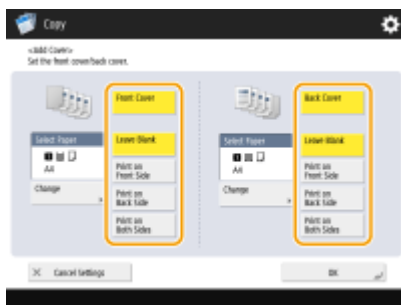 Copy
<Add Cover>
Set the front cover/back cover.
Front Cover
Select Paper
Leave Blank
1
A4
Print on
Front Side
Change
Print on
Back Side
Print on
Both Sides
Back Cover
Select Paper
Leave Blank
1
A4
Print on
Front Side
Change
Print on
Back Side
Print on
Both Sides
Cancel Settings
OK